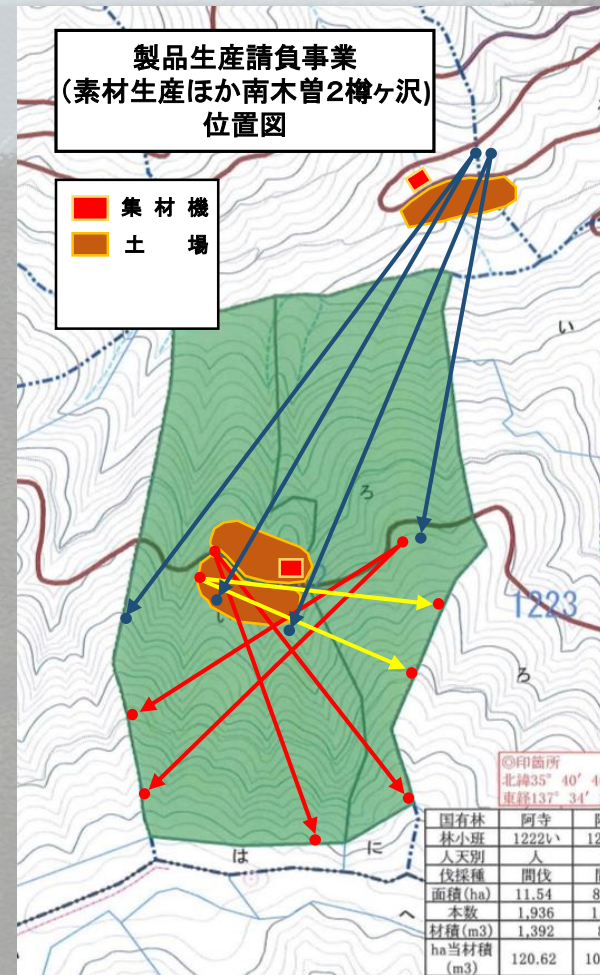 製品生産請負事業
(素材生産ほか南木曽2樽ヶ沢)
位置図
集材機
土場
い
ろ
い
1223
ろ
◎印箇所
北緯35° 40′ 4
東経137° 34′
は
に
へ
国有林 阿寺
林小班 1222い 12
人天別 人
伐採種 間伐
面積(ha) 11.54 8
本数 1,936 1
材積(m3) 1,392
ha当材積 120.62 10
(m3)